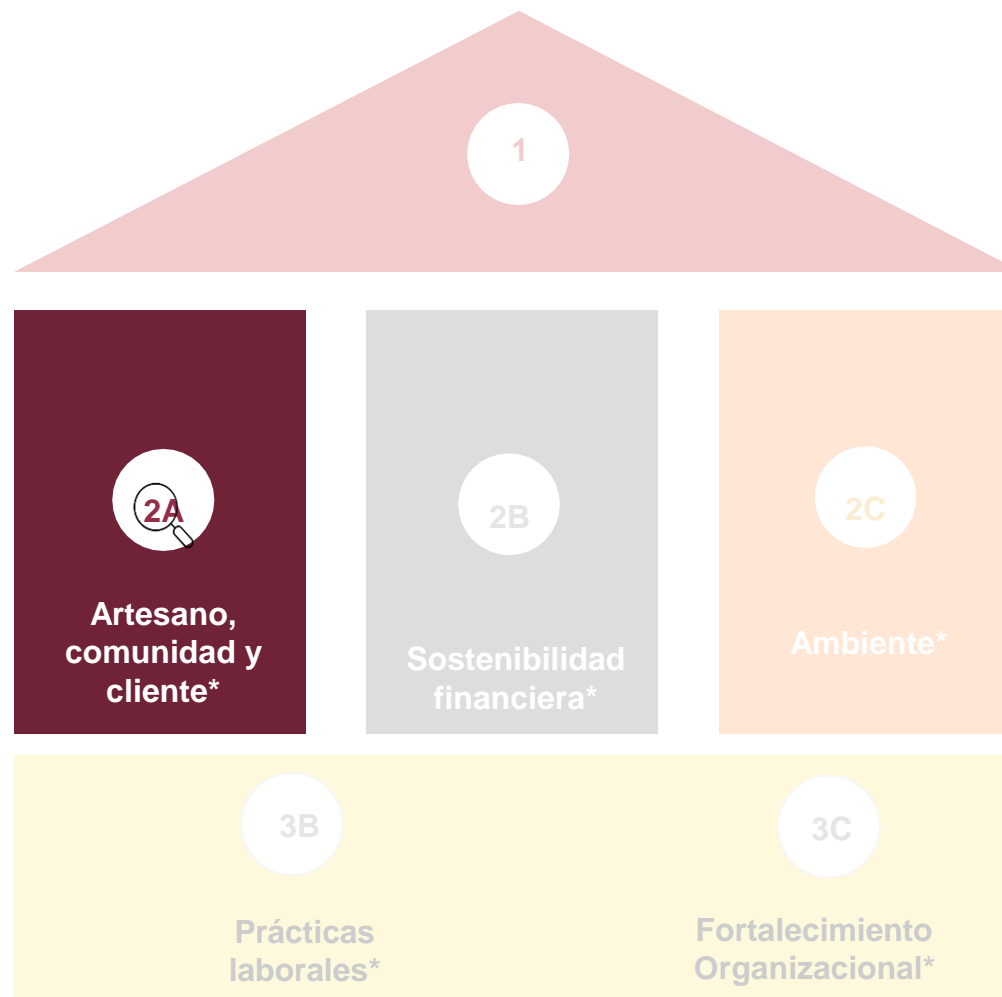 1
2A
Artesano,
comunidad y
cliente*
2B
Sostenibilidad
financiera*
2C
Ambiente*
3B
Prácticas
laborales*
3C
Fortalecimiento
Organizacional*